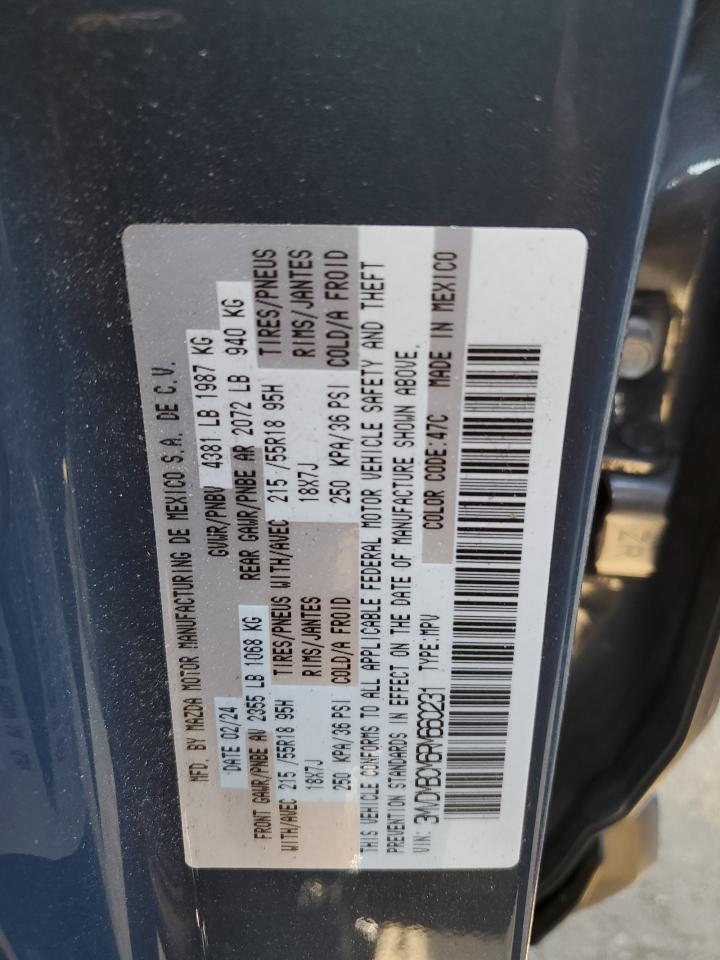 MFD. BY MAZDA MOTOR MANUFACTURING DE MEXICO S.A. DE C.V.
DATE 02/24 GVWR/PNBV 4381 LB 1987 KG
FRONT GAWR/PNBE AV 2355 LB 1068 KG REAR GAWR/PNBE AR 2072 LB 940 KG
WITH/AVEC 215 /55R18 95H TIRES/PNEUS WITH/AVEC 215 /55R18 95H TIRES/PNEUS
18X7J RIMS/JANTES 18X7J RIMS/JANTES
250 KPA/36 PSI COLD/A FROID 250 KPA/36 PSI COLD/A FROID
THIS VEHICLE CONFORMS TO ALL APPLICABLE FEDERAL MOTOR VEHICLE SAFETY AND THEFT
PREVENTION STANDARDS IN EFFECT ON THE DATE OF MANUFACTURE SHOWN ABOVE.
VIN: 3MVDMBCM6RM660231 TYPE:MPV COLOR CODE:47C MADE IN MEXICO
ZR